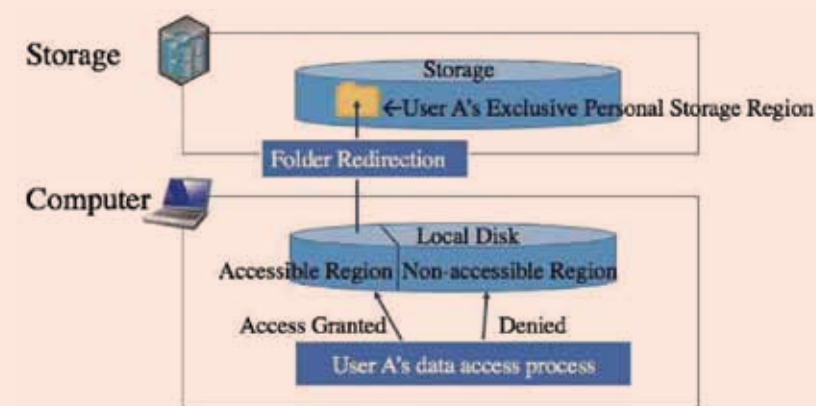 Storage
Storage
←User A's Exclusive Personal Storage Region
Folder Redirection
Computer
Local Disk
Accessible Region Non-accessible Region
Access Granted Denied
User A's data access process